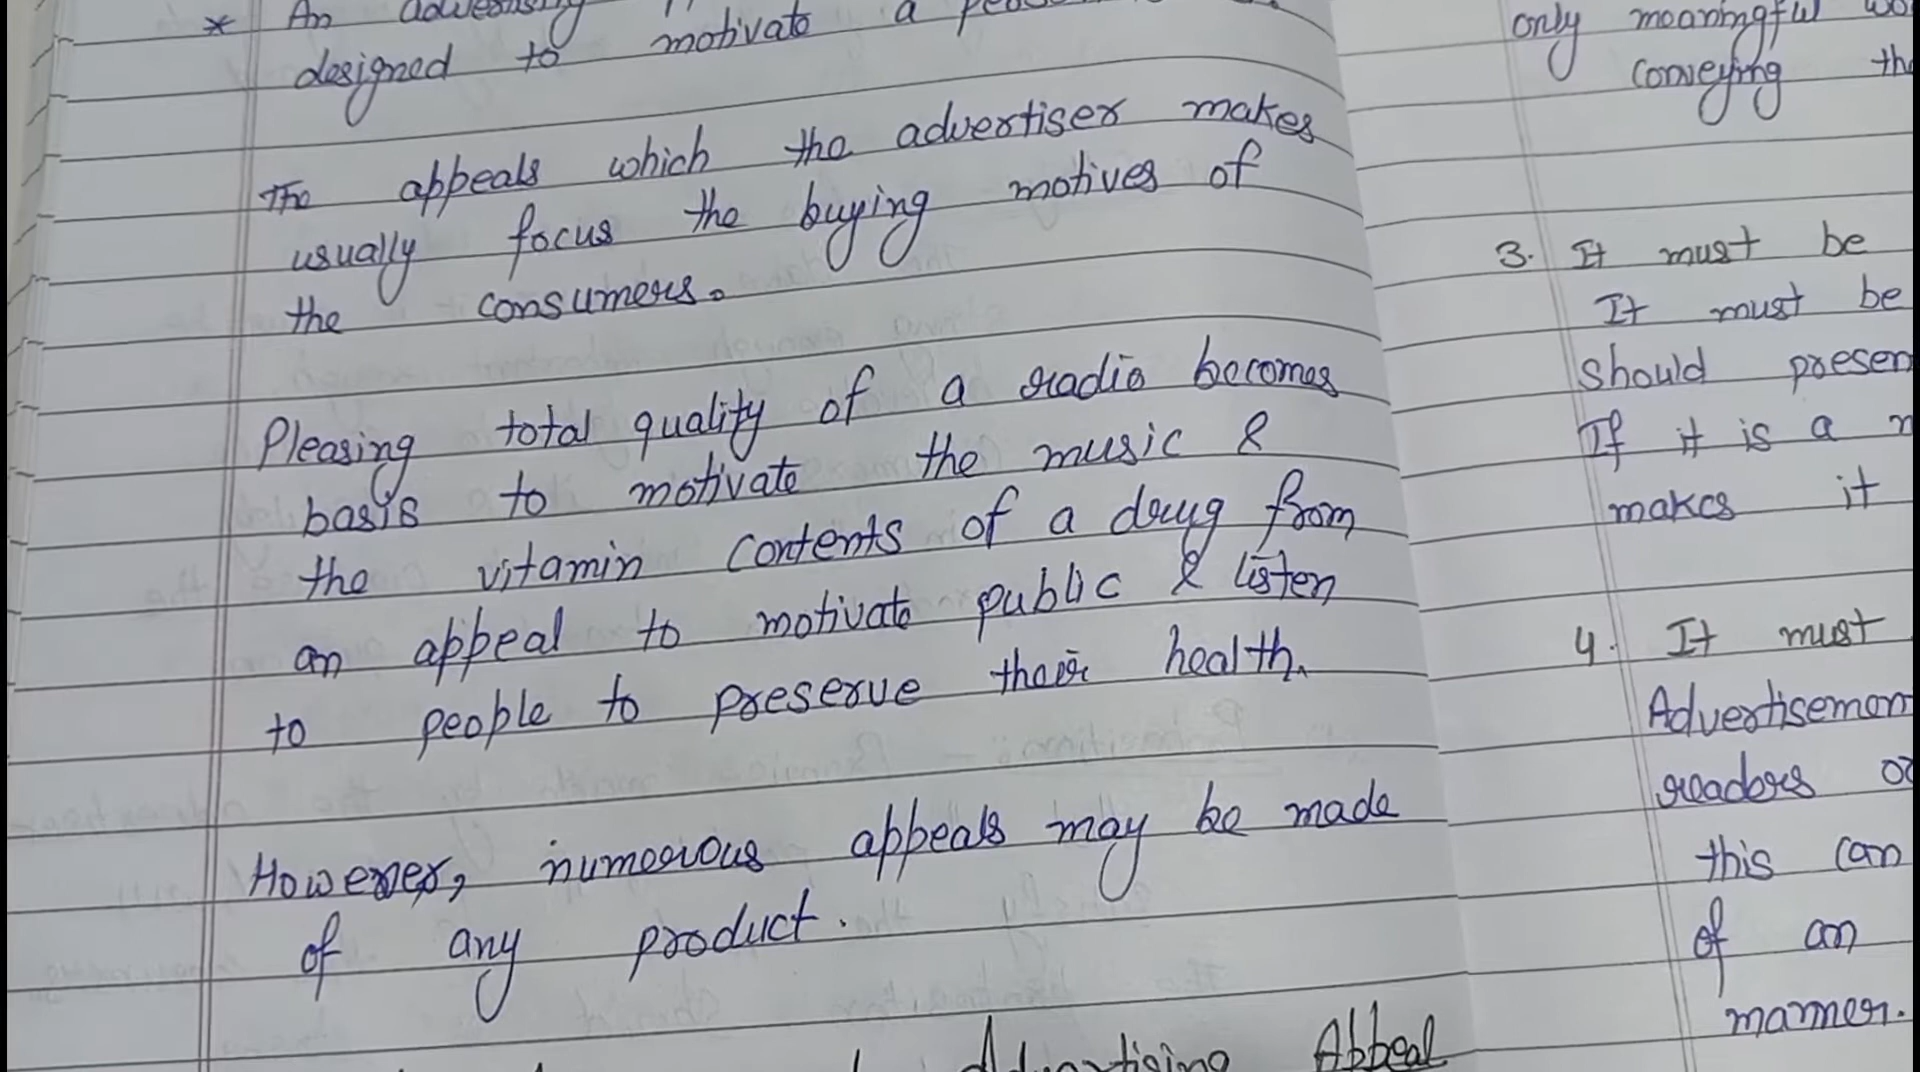 * An advertising
designed to motivate a
The appeals which the advertiser makes
usually focus the buying motives of
the consumers.
Pleasing total quality of a radio becomes
basis to motivate the music &
the vitamin contents of a drug from
an appeal to motivate public & listen
to people to preserve their health.
However, numerous appeals may be made
of any product.
Advertising Appeal
only meaningful
conveying
3. It must be
It must be
should
If it is a
makes it
4. It must
readers
this can
of an
manner.